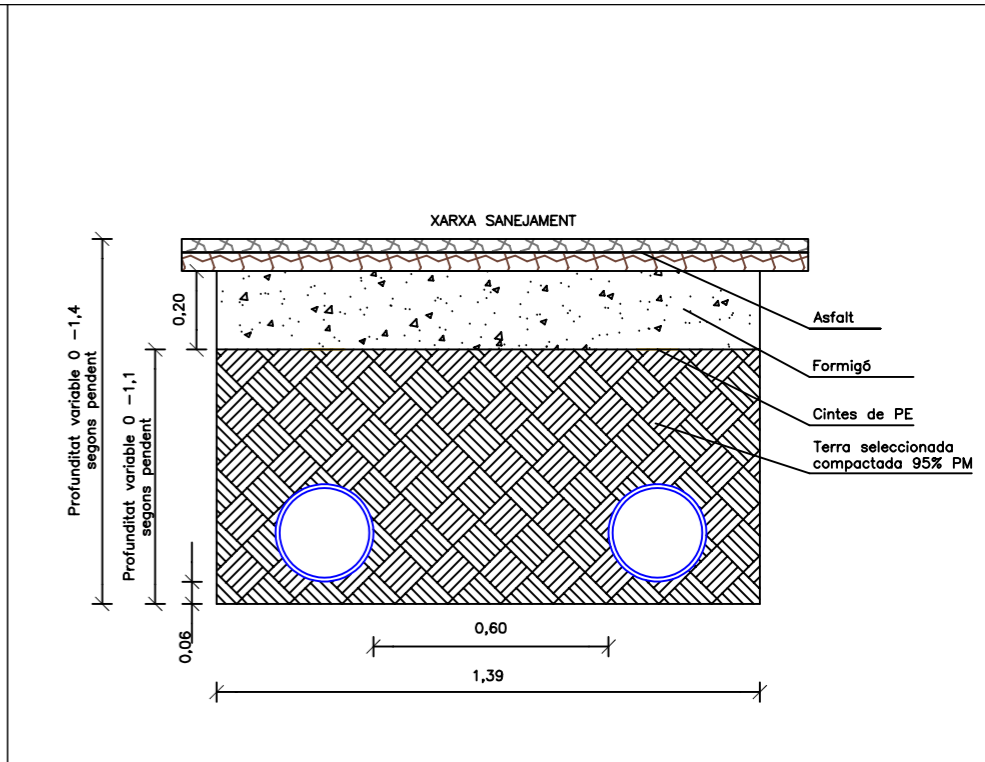 XARXA SANEJAMENT
Profunditat variable 0 -1,4
segons pendent
Profunditat variable 0 -1,1
segons pendent
0,20
0,06
Asfalt
Formigó
Cintes de PE
Terra seleccionada
compactada 95% PM
0,60
1,39